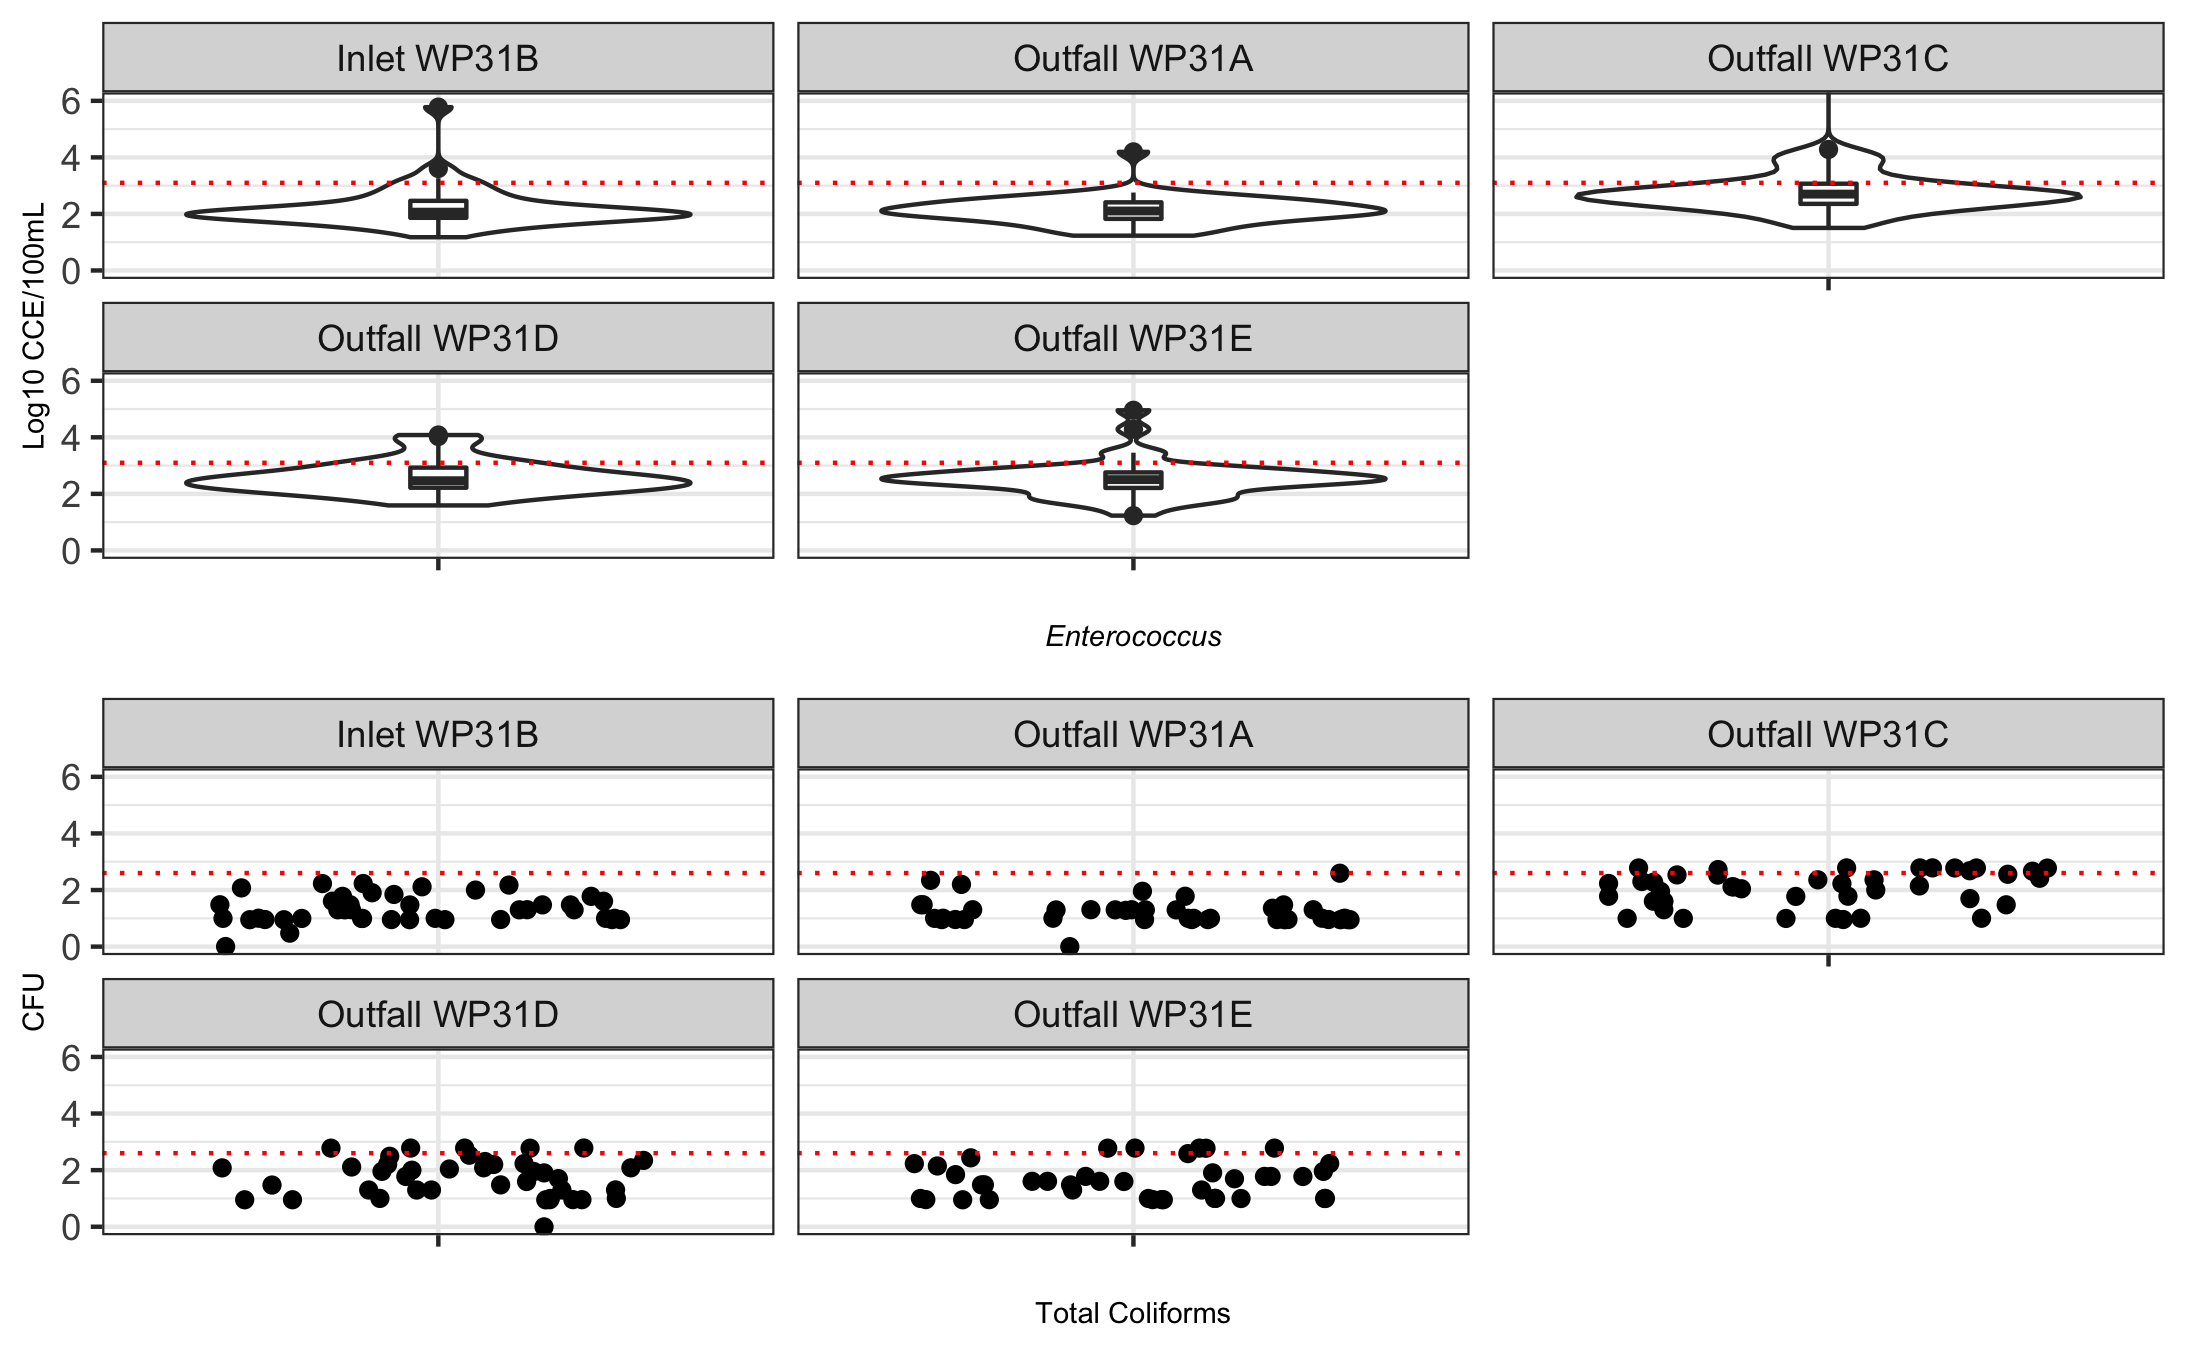 Inlet WP31B
Outfall WP31A
Outfall WP31C
6
4
2
0
Log10 CCE/100mL
Outfall WP31D
Outfall WP31E
6
4
2
0
Enterococcus
Inlet WP31B
Outfall WP31A
Outfall WP31C
6
4
2
0
CFU
Outfall WP31D
Outfall WP31E
6
4
2
0
Total Coliforms